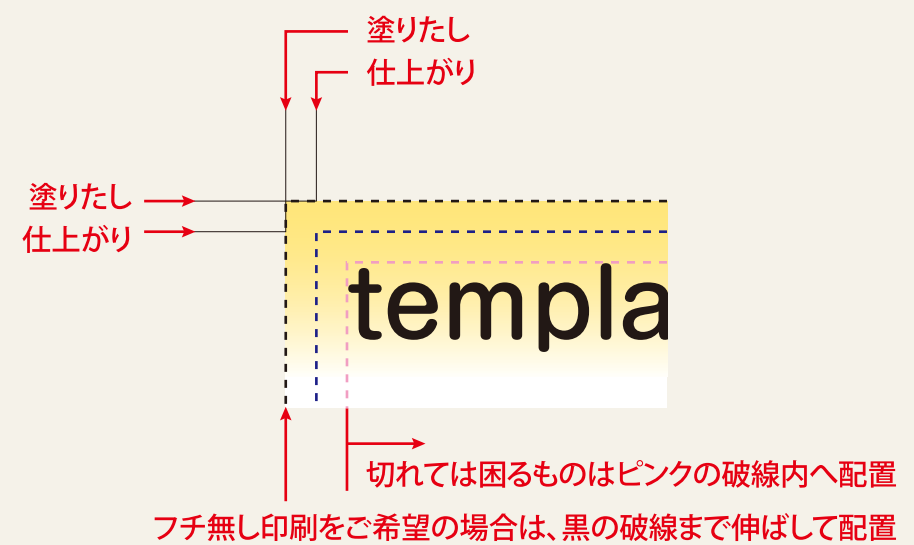 塗りたし
仕上がり
塗りたし
仕上がり
templa
切れては困るものはピンクの破線内へ配置
フチ無し印刷をご希望の場合は、黒の破線まで伸ばして配置